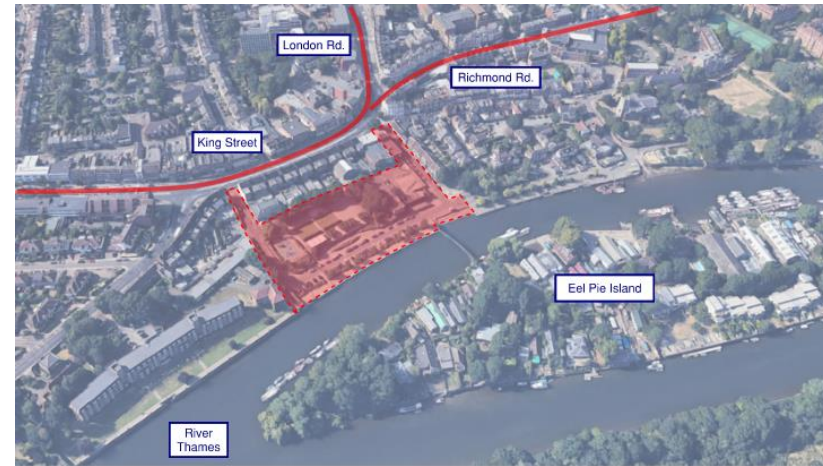 London Rd.
Richmond Rd.
King Street
Eel Pie Island
River
Thames